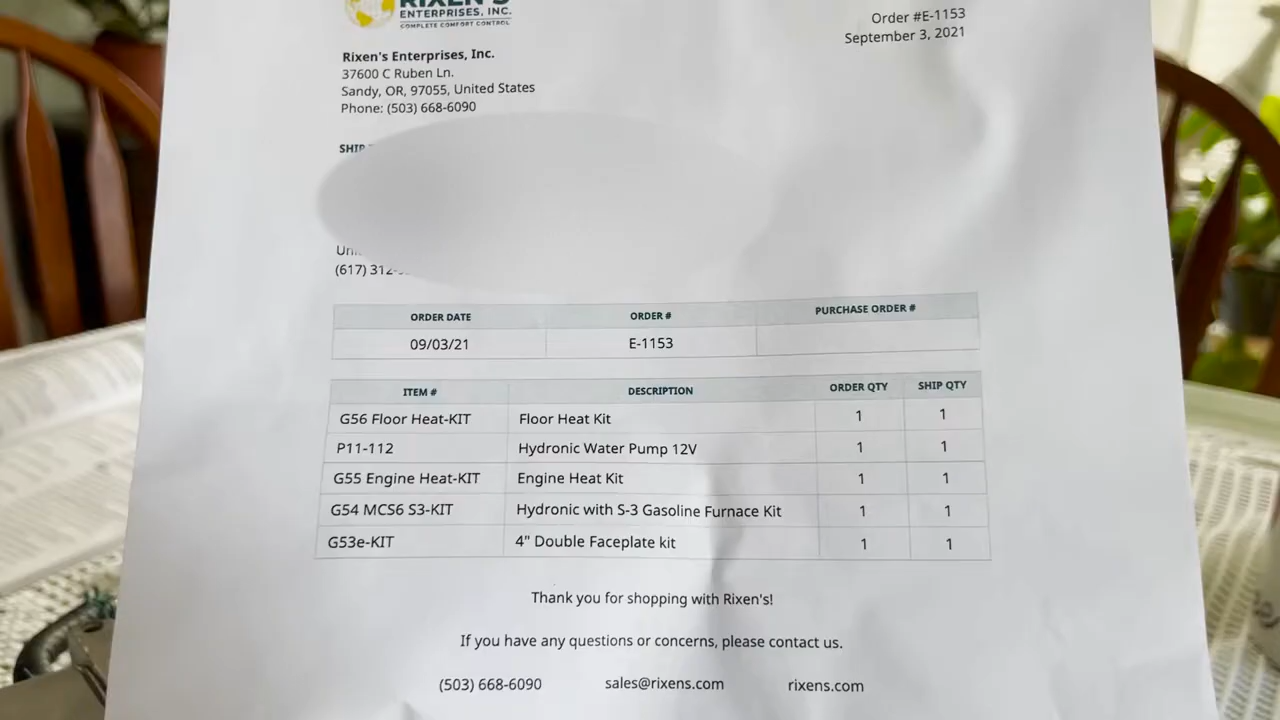 RIXEN'S
ENTERPRISES, INC.
COMPLETE COMFORT CONTROL
Order #E-1153
September 3, 2021
Rixen's Enterprises, Inc.
37600 C Ruben Ln.
Sandy, OR, 97055, United States
Phone: (503) 668-6090
SHIP
(617) 312-
ORDER DATE ORDER # PURCHASE ORDER #
09/03/21 E-1153
ITEM # DESCRIPTION ORDER QTY SHIP QTY
G56 Floor Heat-KIT Floor Heat Kit 1 1
P11-112 Hydronic Water Pump 12V 1 1
G55 Engine Heat-KIT Engine Heat Kit 1 1
G54 MCS6 S3-KIT Hydronic with S-3 Gasoline Furnace Kit 1 1
G53e-KIT 4" Double Faceplate kit 1 1
Thank you for shopping with Rixen's!
If you have any questions or concerns, please contact us.
(503) 668-6090 sales@rixens.com rixens.com